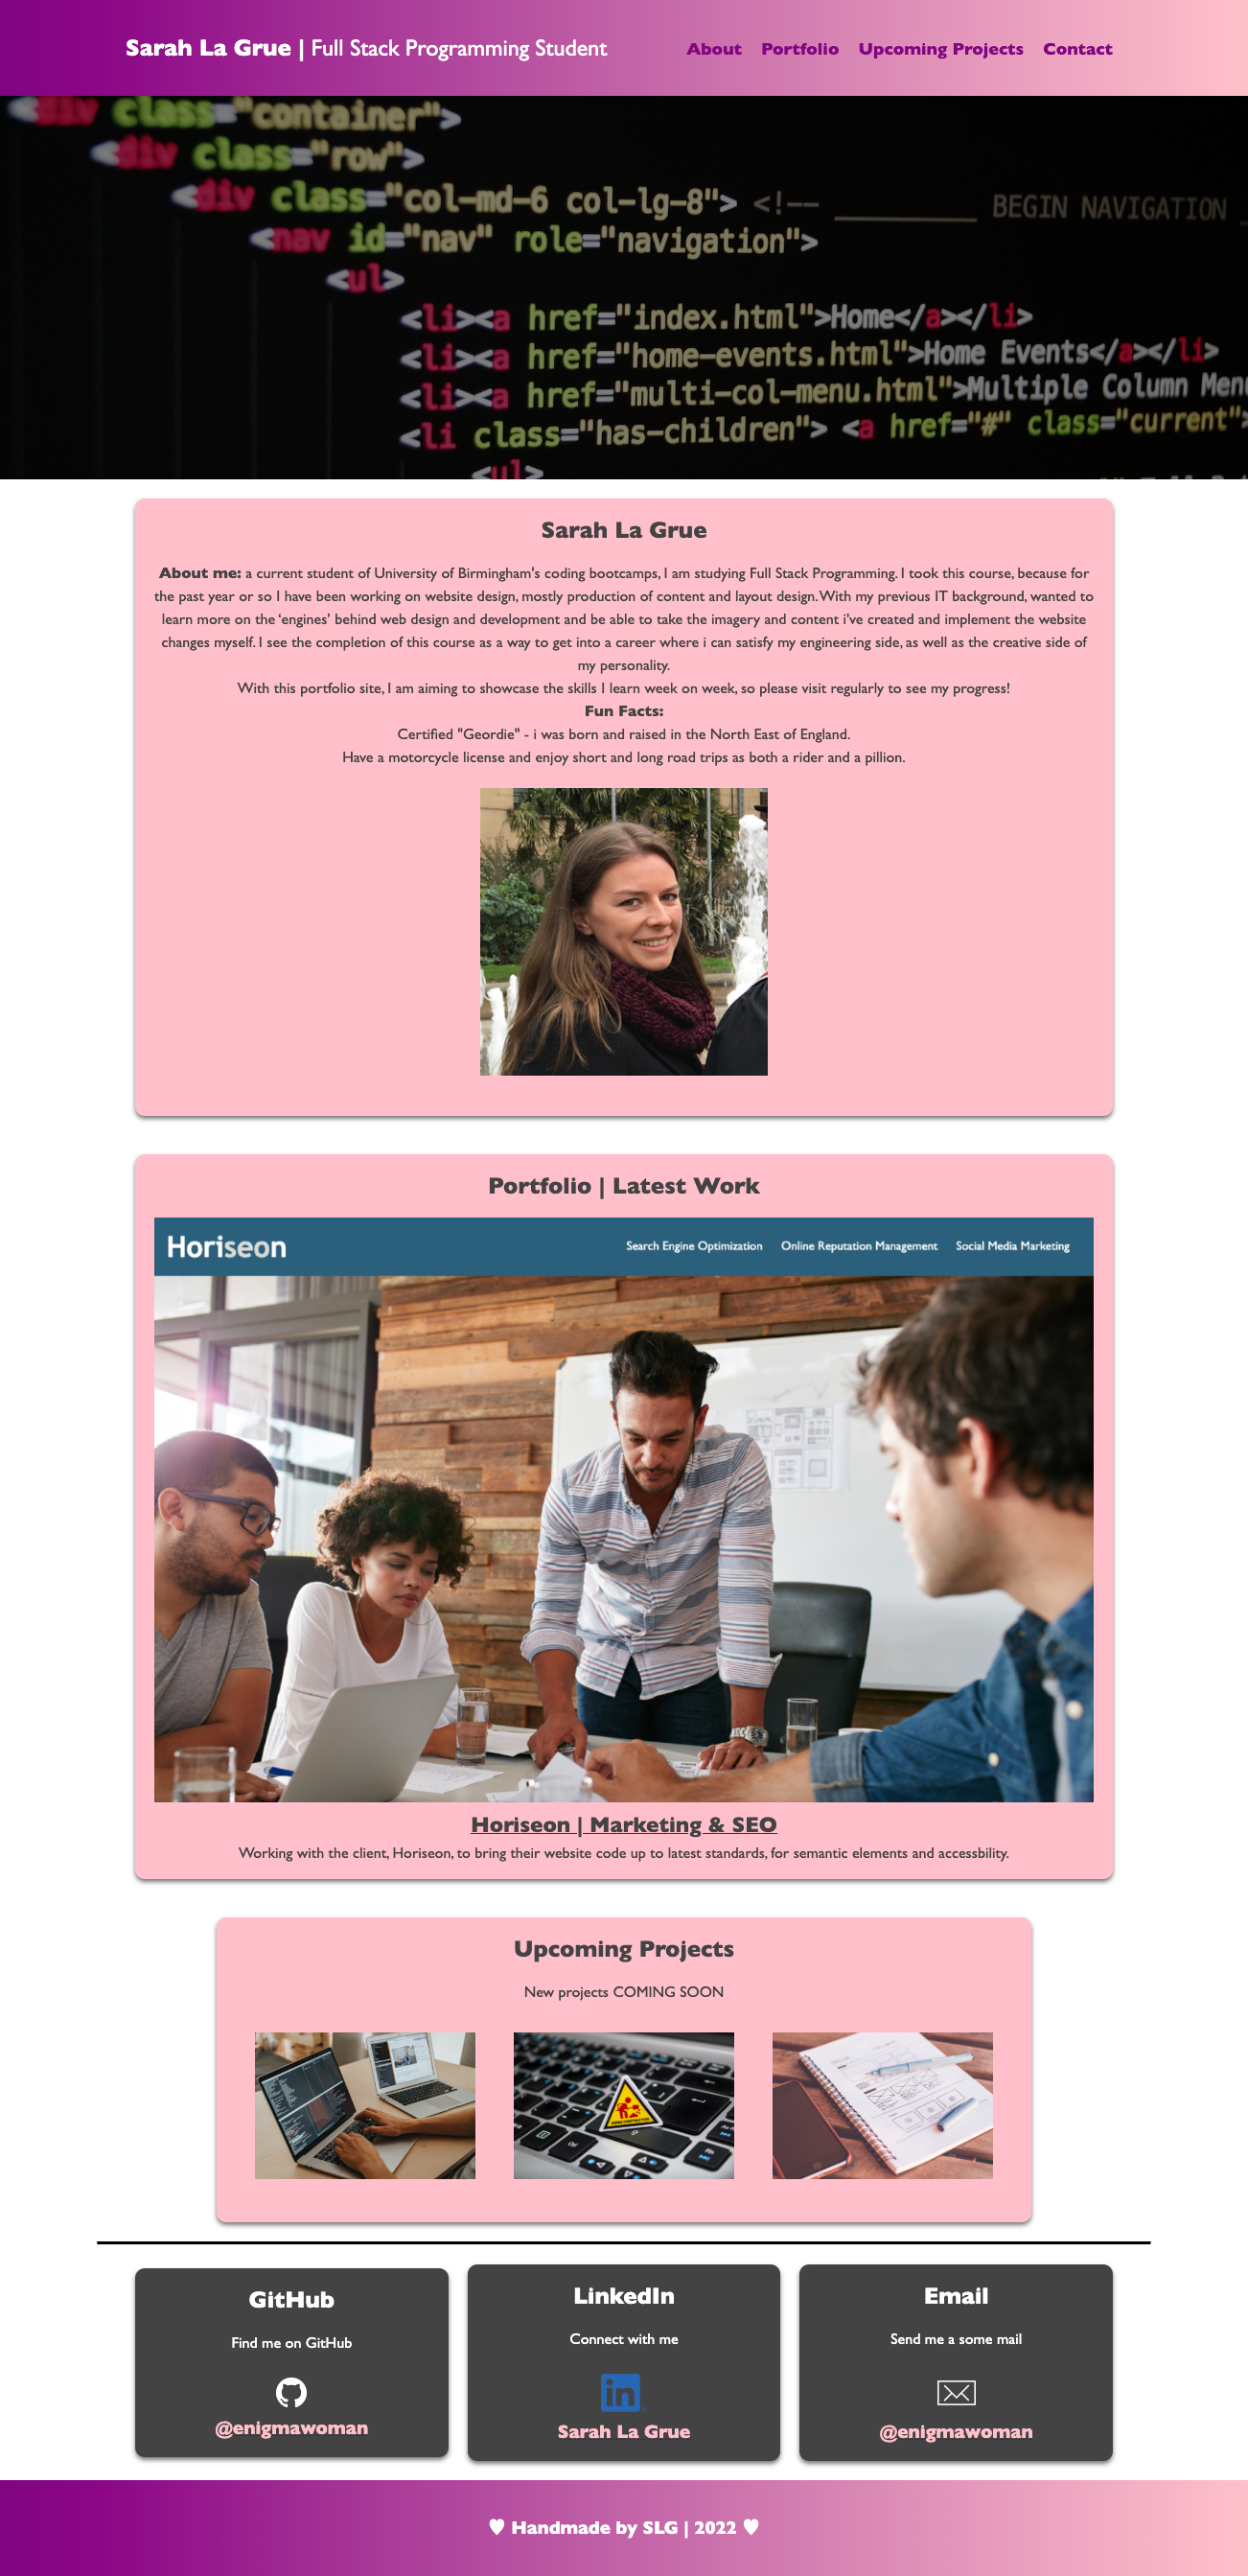 Sarah La Grue | Full Stack Programming Student
About Portfolio Upcoming Projects Contact
<div class="container">
<div class="row">
<div class="col-md-6 col-lg-8"> <!-- __________ BEGIN NAVIGATION _
<nav id="nav" role="navigation">
<ul>
<li><a href="index.html">Home</a></li>
<li><a href="home-events.html">Home Events</a></li>
<li><a href="multi-col-menu.html">Multiple Column Menu
<li class="has-children"> <a href="#" class="current"
<ul>
Sarah La Grue
About me: a current student of University of Birmingham's coding bootcamps, I am studying Full Stack Programming. I took this course, because for
the past year or so I have been working on website design, mostly production of content and layout design. With my previous IT background, wanted to
learn more on the ‘engines’ behind web design and development and be able to take the imagery and content i’ve created and implement the website
changes myself. I see the completion of this course as a way to get into a career where i can satisfy my engineering side, as well as the creative side of
my personality.
With this portfolio site, I am aiming to showcase the skills I learn week on week, so please visit regularly to see my progress!
Fun Facts:
Certified "Geordie" - i was born and raised in the North East of England.
Have a motorcycle license and enjoy short and long road trips as both a rider and a pillion.
Portfolio | Latest Work
Horiseon
Search Engine Optimization Online Reputation Management Social Media Marketing
Horiseon | Marketing & SEO
Working with the client, Horiseon, to bring their website code up to latest standards, for semantic elements and accessbility.
Upcoming Projects
New projects COMING SOON
GitHub
Find me on GitHub
@enigmawoman
LinkedIn
Connect with me
in
Sarah La Grue
Email
Send me a some mail
@enigmawoman
♥ Handmade by SLG | 2022 ♥